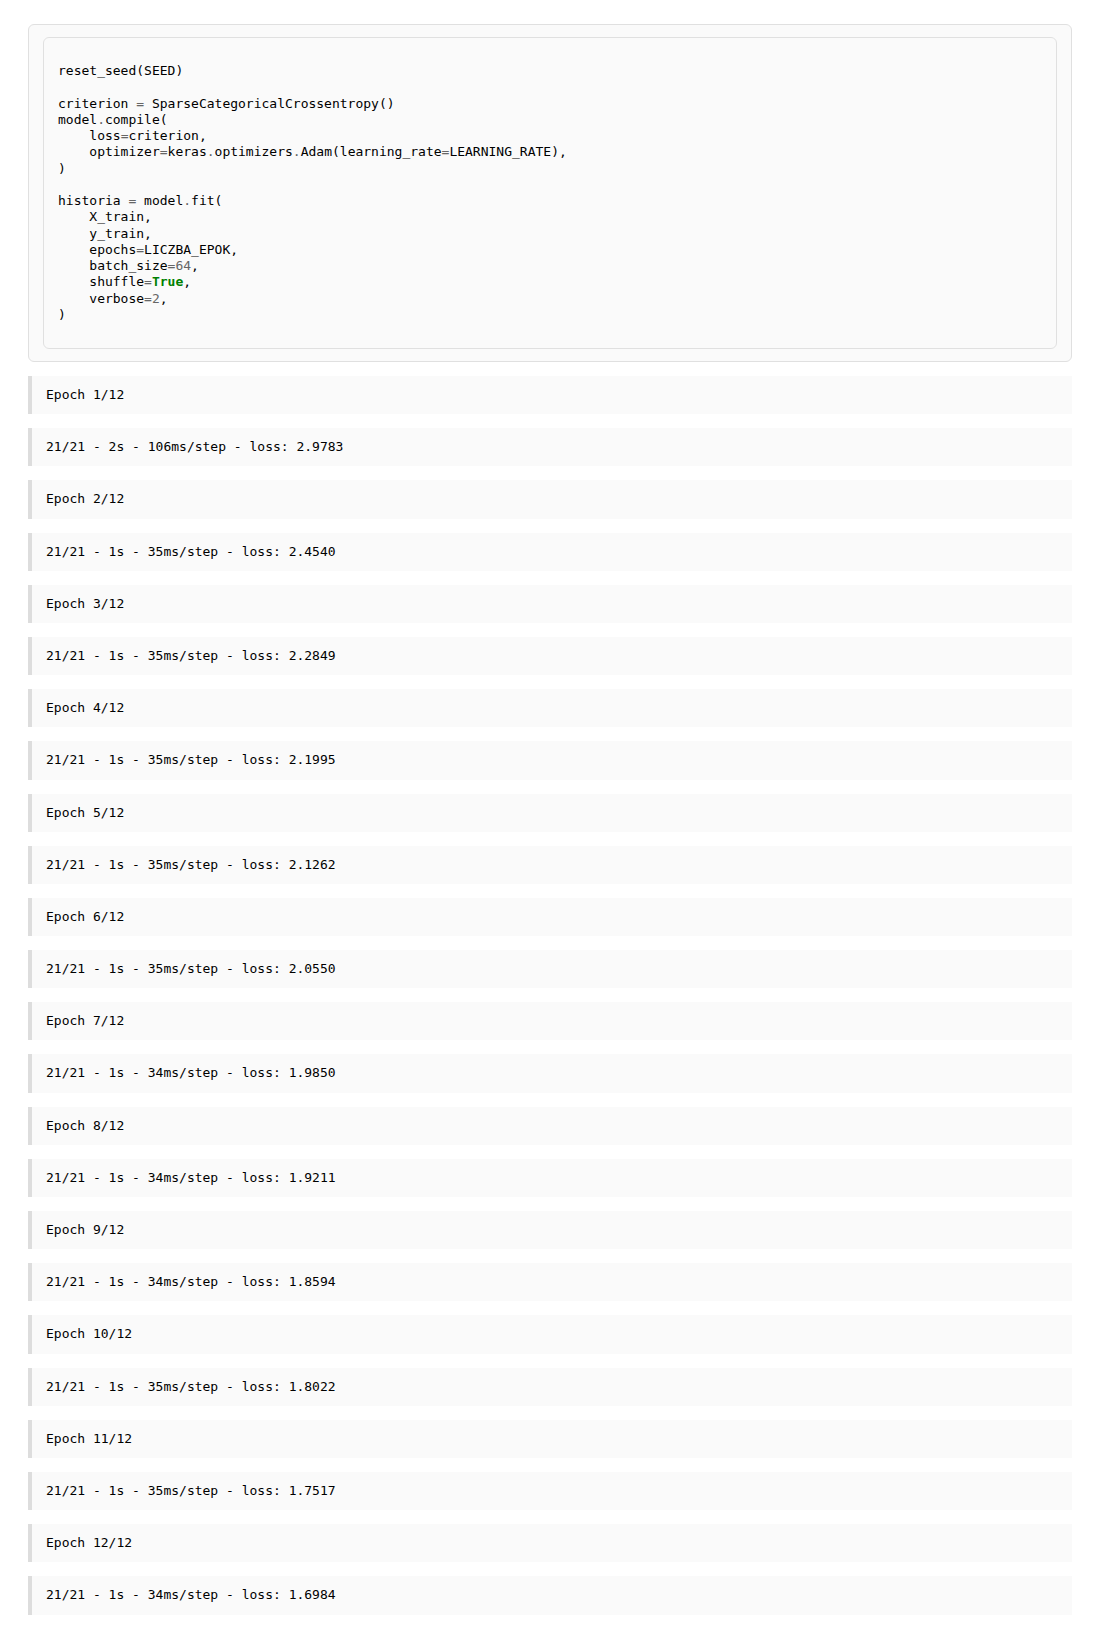 reset_seed(SEED)
criterion = SparseCategoricalCrossentropy()
model.compile(
    loss=criterion,
    optimizer=keras.optimizers.Adam(learning_rate=LEARNING_RATE),
)
historia = model.fit(
    X_train,
    y_train,
    epochs=LICZBA_EPOK,
    batch_size=64,
    shuffle=True,
    verbose=2,
)
Epoch 1/12
21/21 - 2s - 106ms/step - loss: 2.9783
Epoch 2/12
21/21 - 1s - 35ms/step - loss: 2.4540
Epoch 3/12
21/21 - 1s - 35ms/step - loss: 2.2849
Epoch 4/12
21/21 - 1s - 35ms/step - loss: 2.1995
Epoch 5/12
21/21 - 1s - 35ms/step - loss: 2.1262
Epoch 6/12
21/21 - 1s - 35ms/step - loss: 2.0550
Epoch 7/12
21/21 - 1s - 34ms/step - loss: 1.9850
Epoch 8/12
21/21 - 1s - 34ms/step - loss: 1.9211
Epoch 9/12
21/21 - 1s - 34ms/step - loss: 1.8594
Epoch 10/12
21/21 - 1s - 35ms/step - loss: 1.8022
Epoch 11/12
21/21 - 1s - 35ms/step - loss: 1.7517
Epoch 12/12
21/21 - 1s - 34ms/step - loss: 1.6984